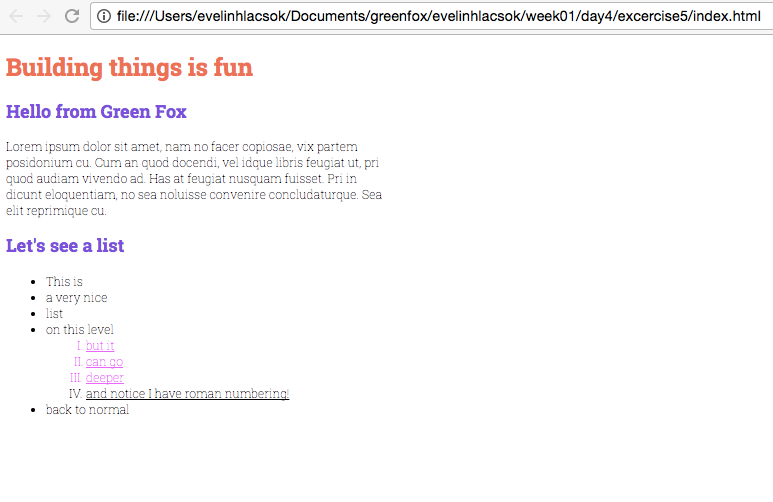 file:///Users/evelinhlacsok/Documents/greenfox/evelinhlacsok/week01/day4/excercise5/index.html
Building things is fun
Hello from Green Fox
Lorem ipsum dolor sit amet, nam no facer copiosae, vix partem
posidonium cu. Cum an quod docendi, vel idque libris feugiat ut, pri
quod audiam vivendo ad. Has at feugiat nusquam fuisset. Pri in
dicunt eloquentiam, no sea noluisse convenire concludaturque. Sea
elit reprimique cu.
Let's see a list
• This is
• a very nice
• list
• on this level
I. but it
II. can go
III. deeper
IV. and notice I have roman numbering!
• back to normal